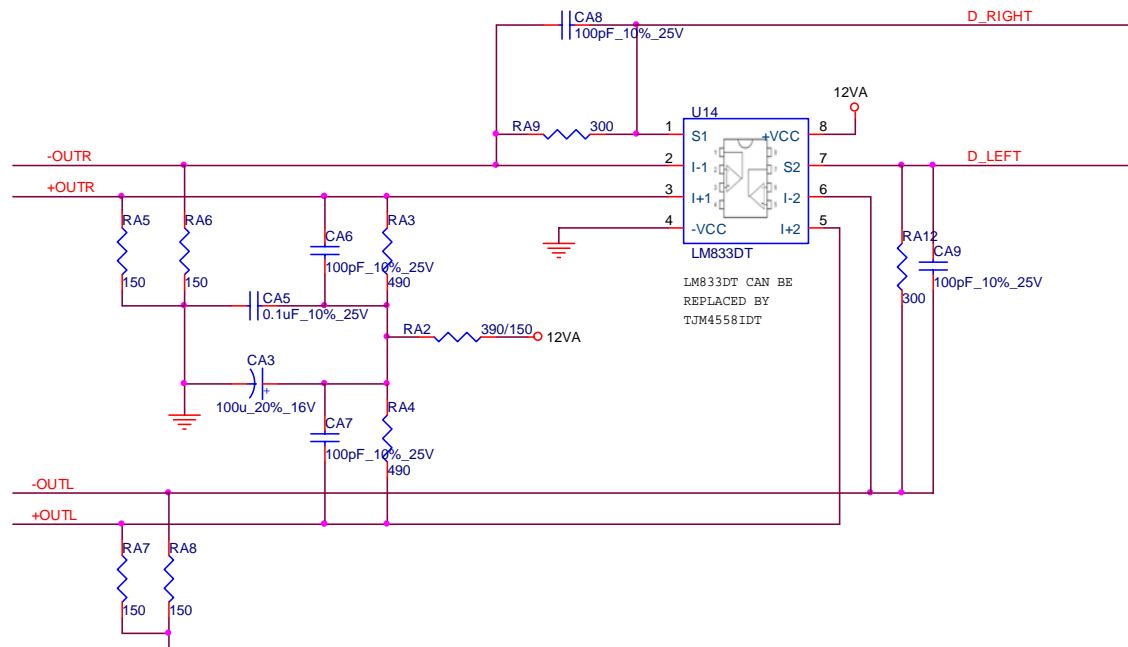 CA8
100pF_10%_25V
D_RIGHT
12VA
U14
RA9
300
1
S1
+VCC
8
-OUTR
2
I-1
S2
7
D_LEFT
+OUTR
3
I+1
I-2
6
4
-VCC
I+2
5
RA5
RA6
CA6
RA3
LM833DT
RA12
CA9
100pF_10%_25V
100pF_10%_25V
150
150
490
300
LM833DT CAN BE
REPLACED BY
TJM4558IDT
CA5
0.1uF_10%_25V
RA2
390/150
12VA
CA3
+
100u_20%_16V
RA4
CA7
100pF_10%_25V
490
-OUTL
+OUTL
RA7
RA8
150
150